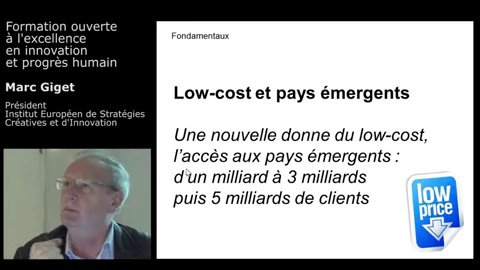 Formation ouverte
à l'excellence
en innovation
et progrès humain
Marc Giget
Président
Institut Européen de Stratégies
Créatives et d'Innovation
Fondamentaux
Low-cost et pays émergents
Une nouvelle donne du low-cost,
l'accès aux pays émergents :
d'un milliard à 3 milliards
puis 5 milliards de clients
low
price